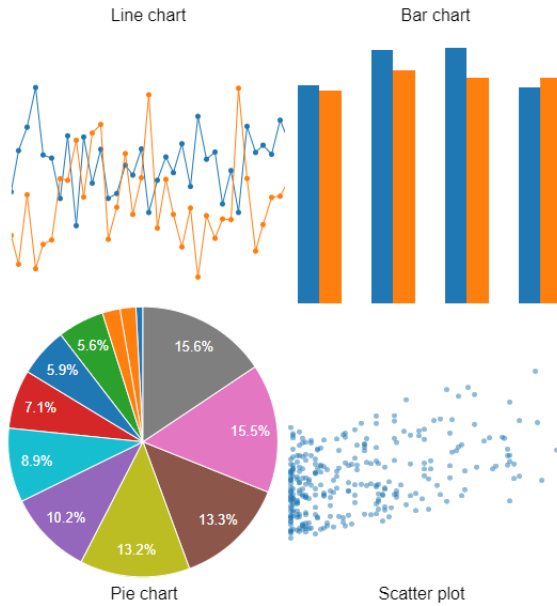 Line chart
Bar chart
5.6%
15.6%
5.9%
7.1%
15.5%
8.9%
10.2%
13.3%
13.2%
Pie chart
Scatter plot